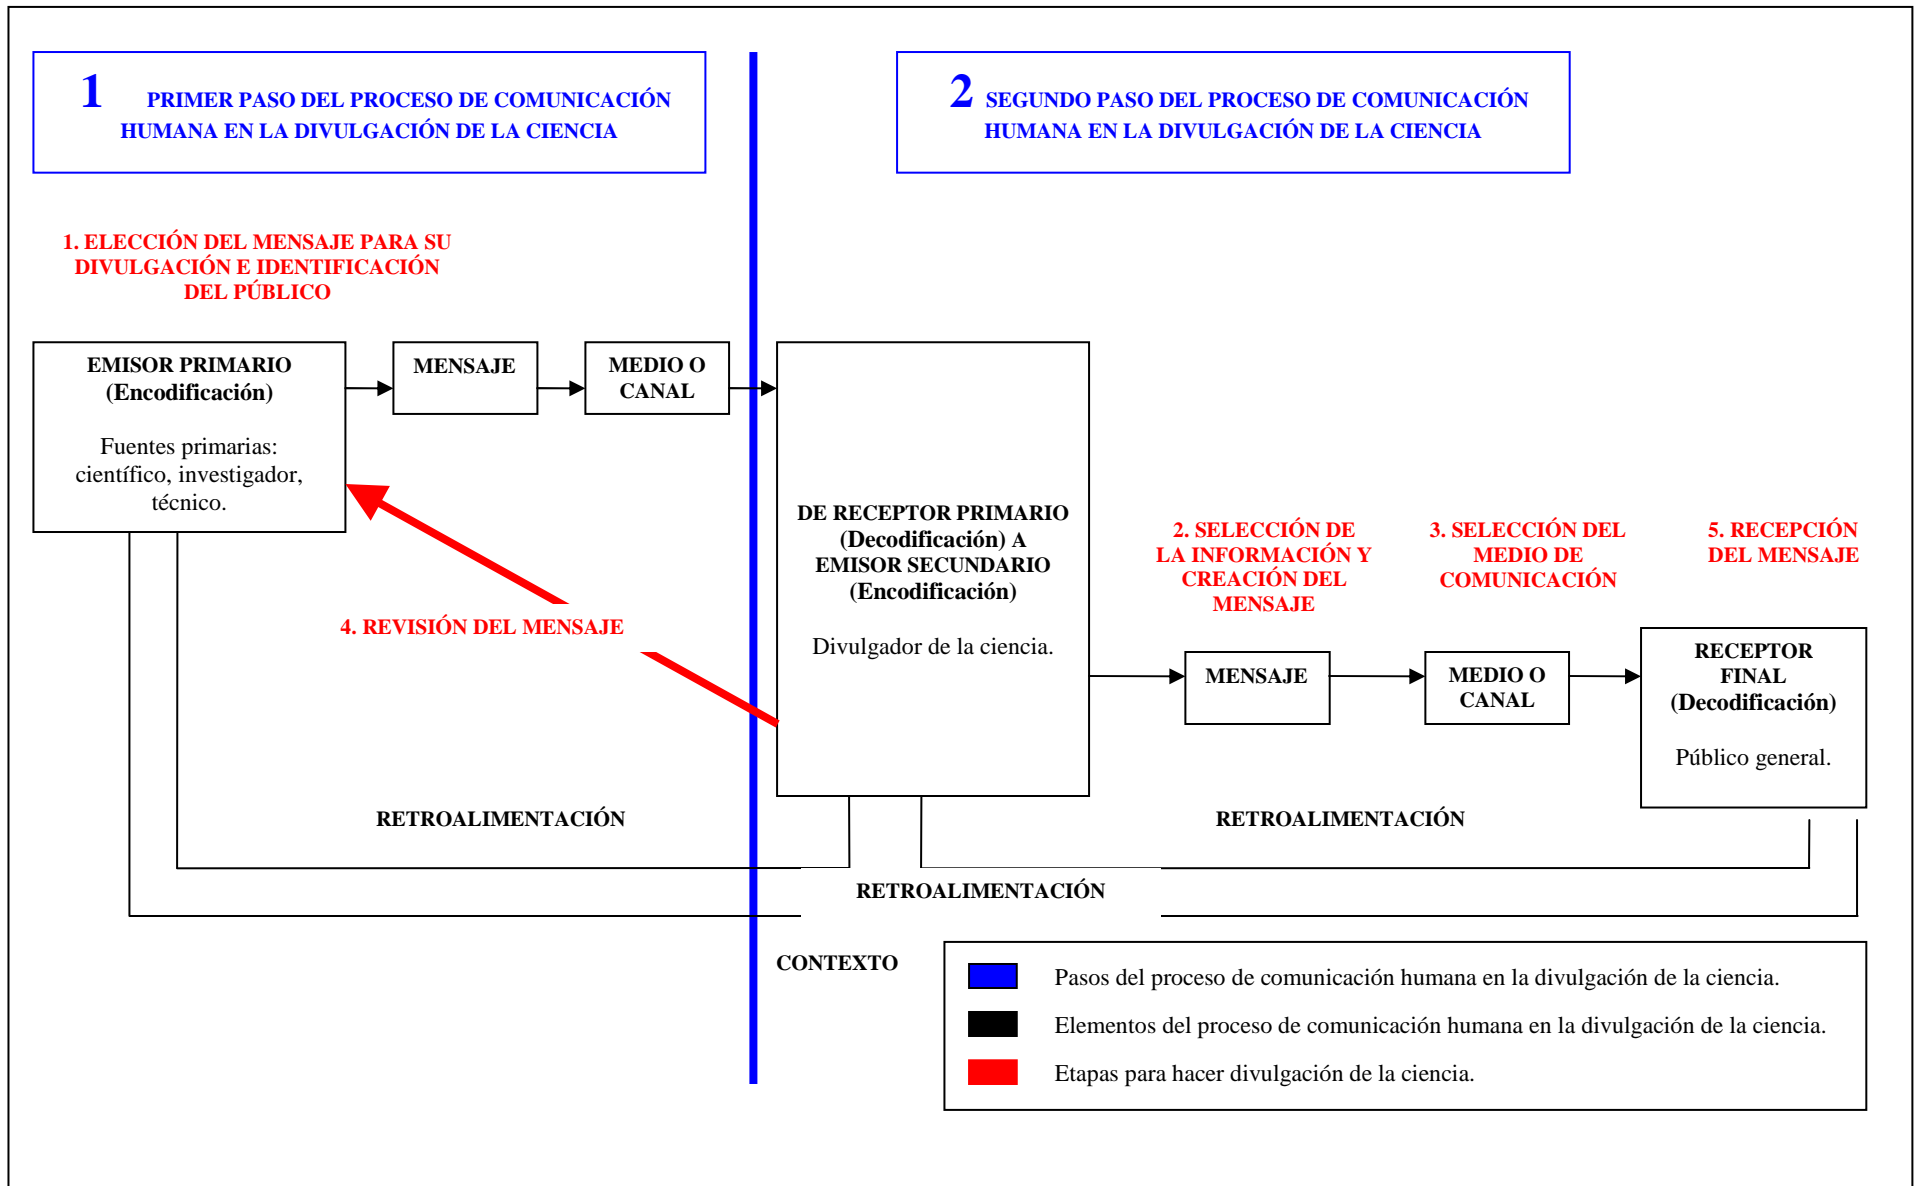 1 PRIMER PASO DEL PROCESO DE COMUNICACIÓN
HUMANA EN LA DIVULGACIÓN DE LA CIENCIA
2 SEGUNDO PASO DEL PROCESO DE COMUNICACIÓN
HUMANA EN LA DIVULGACIÓN DE LA CIENCIA
1. ELECCIÓN DEL MENSAJE PARA SU
DIVULGACIÓN E IDENTIFICACIÓN
DEL PÚBLICO
EMISOR PRIMARIO
(Encodificación)
Fuentes primarias:
científico, investigador,
técnico.
MENSAJE
MEDIO O
CANAL
DE RECEPTOR PRIMARIO
(Decodificación) A
EMISOR SECUNDARIO
(Encodificación)
Divulgador de la ciencia.
2. SELECCIÓN DE
LA INFORMACIÓN Y
CREACIÓN DEL
MENSAJE
3. SELECCIÓN DEL
MEDIO DE
COMUNICACIÓN
5. RECEPCIÓN
DEL MENSAJE
4. REVISIÓN DEL MENSAJE
MENSAJE
MEDIO O
CANAL
RECEPTOR
FINAL
(Decodificación)
Público general.
RETROALIMENTACIÓN
RETROALIMENTACIÓN
RETROALIMENTACIÓN
CONTEXTO
Pasos del proceso de comunicación humana en la divulgación de la ciencia.
Elementos del proceso de comunicación humana en la divulgación de la ciencia.
Etapas para hacer divulgación de la ciencia.